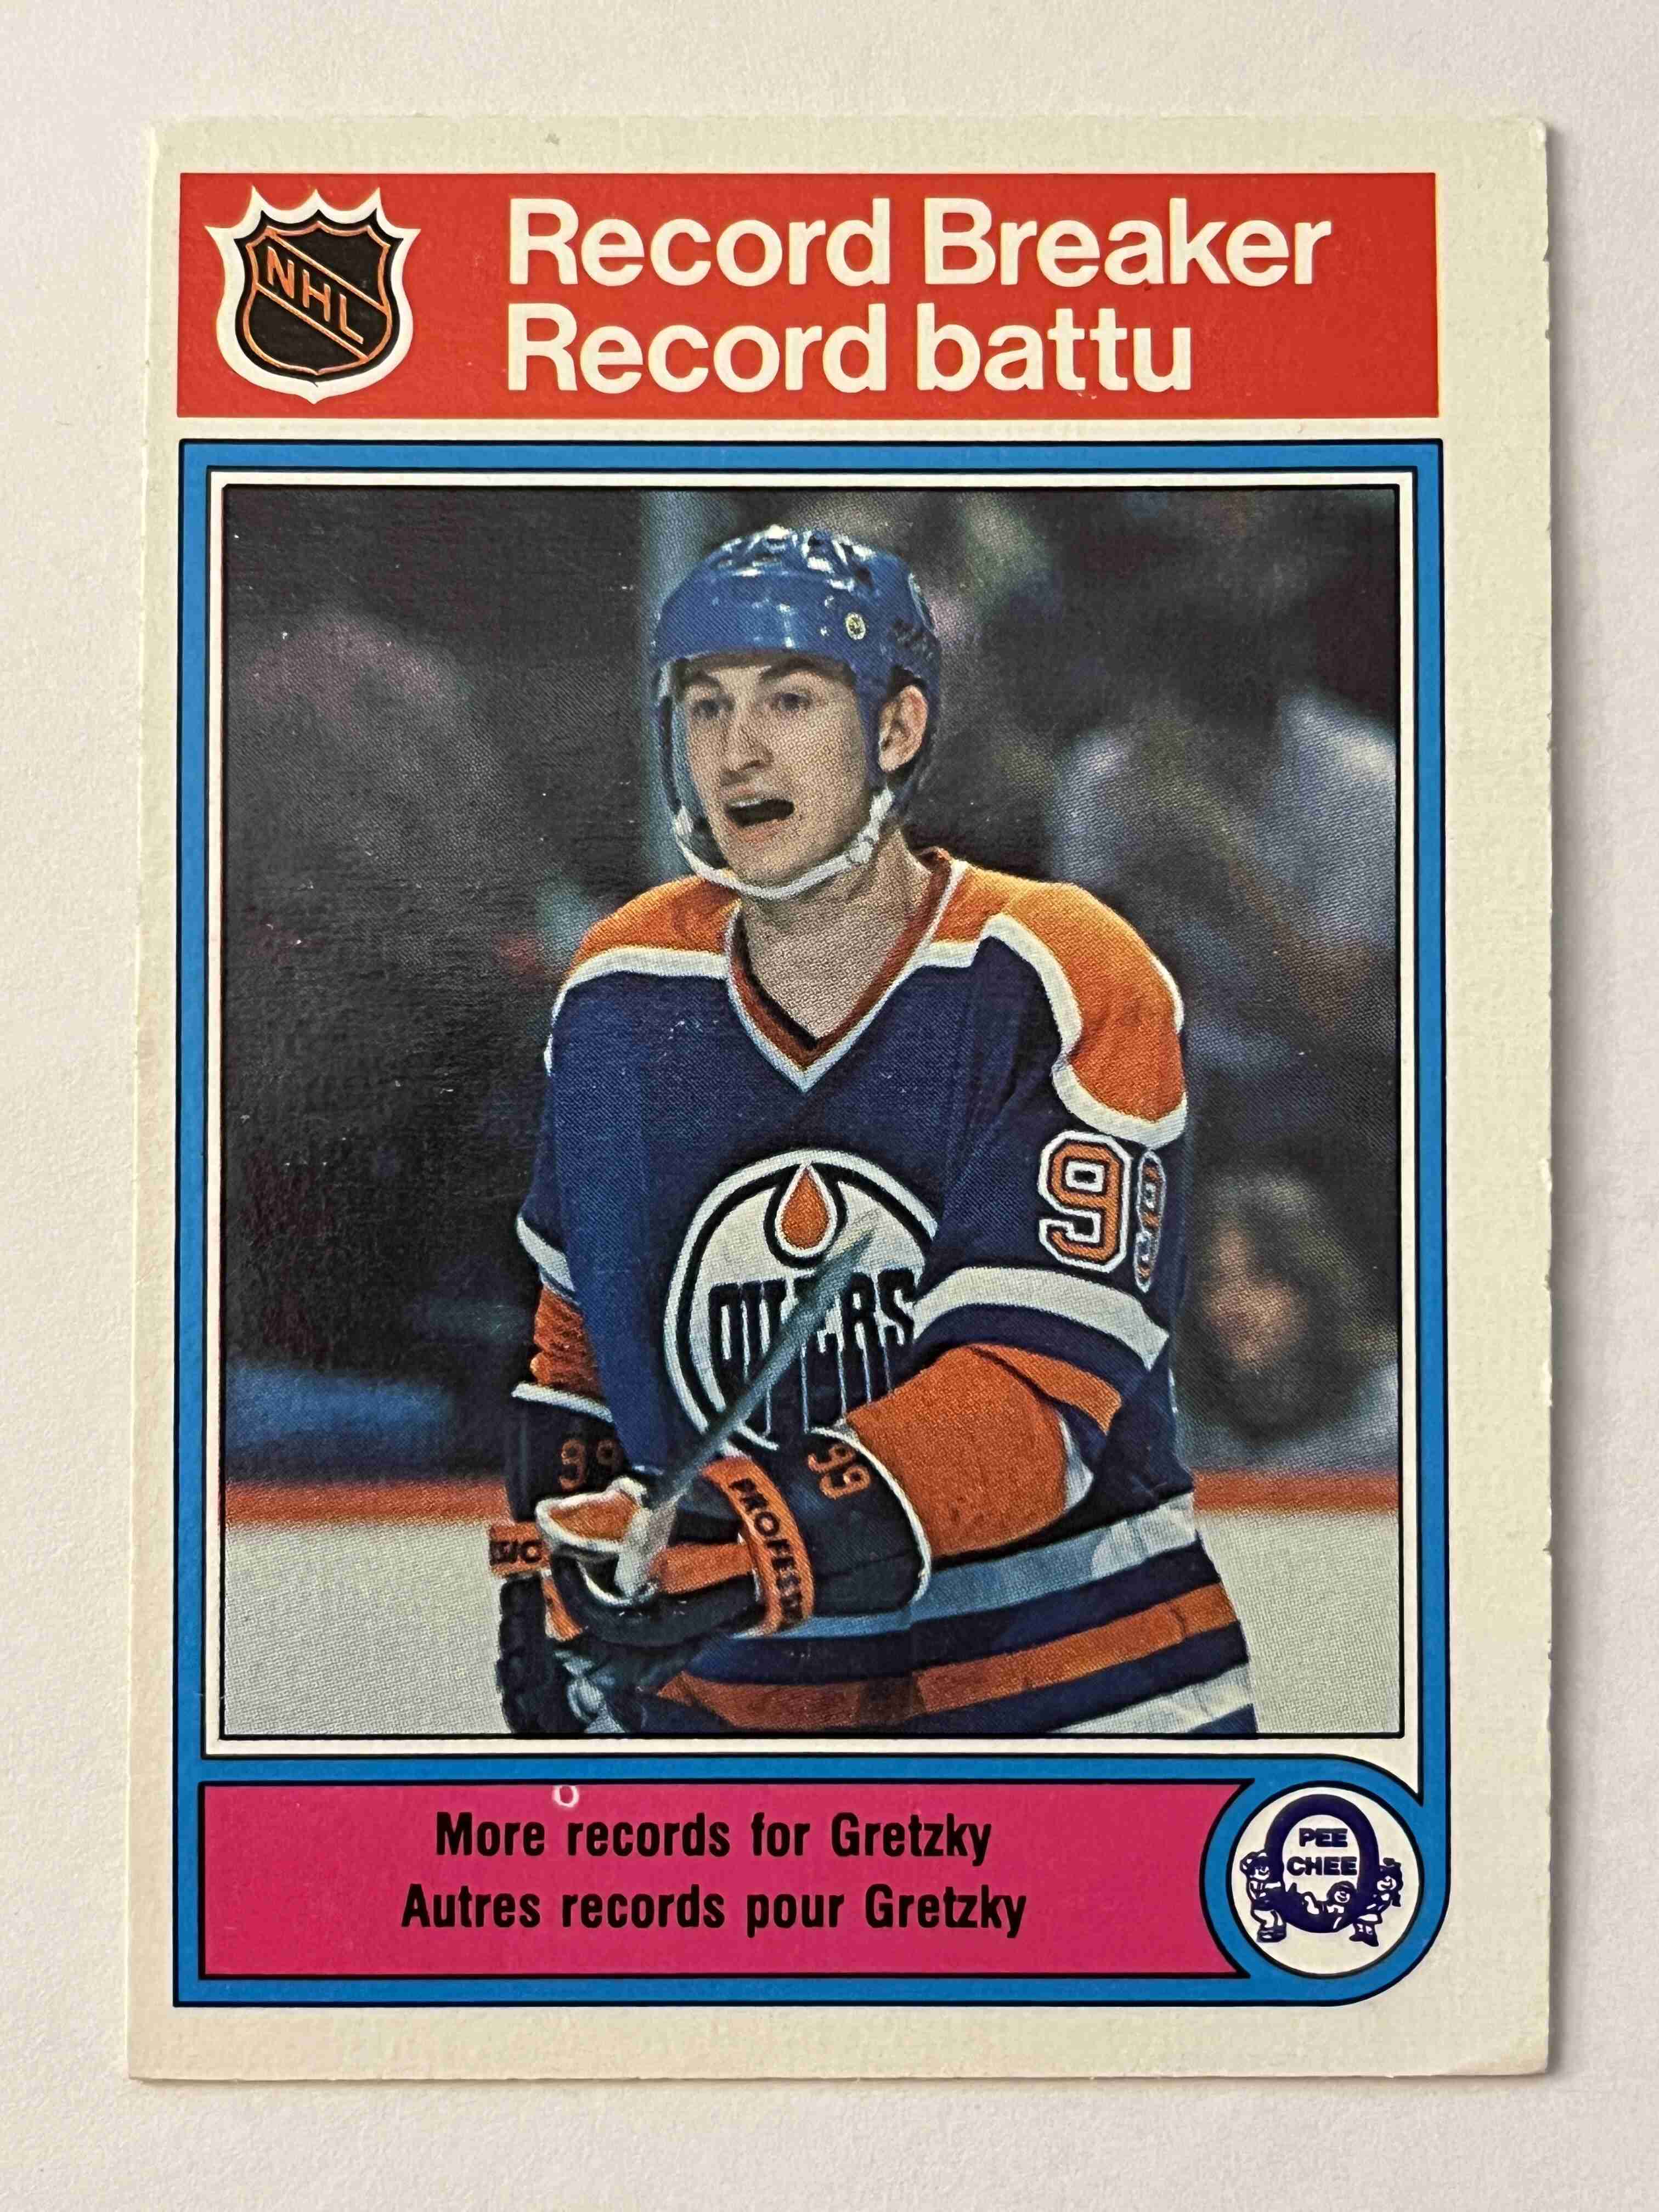 NHL
Record Breaker
Record battu
99
OILERS
99
99
More records for Gretzky
Autres records pour Gretzky
PEE
CHEE